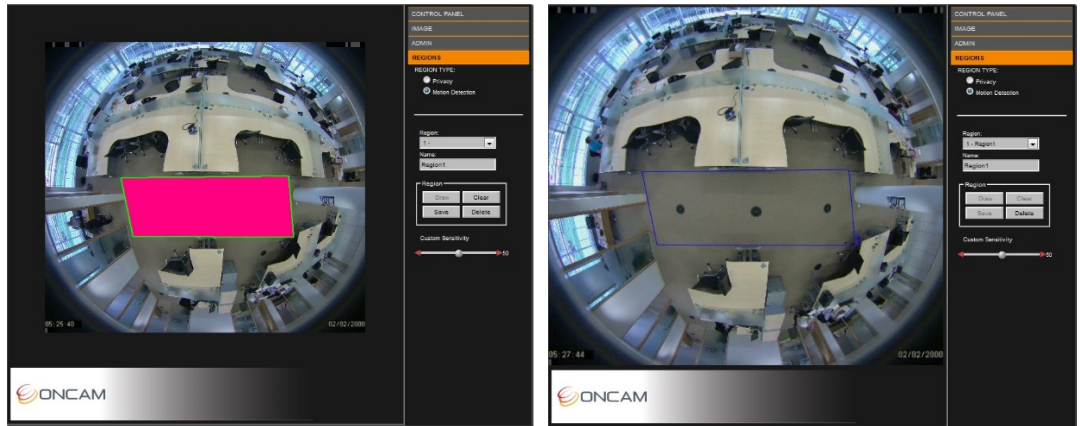 CONTROL PANEL
IMAGE
ADMIN
REGIONS
REGION TYPE:
Privacy
Motion Detection
Region:
1 -
Name:
Region1
Region
Draw Clear
Save Delete
Custom Sensitivity
50
05:25:40 02/02/2000
ONCAM
CONTROL PANEL
IMAGE
ADMIN
REGIONS
REGION TYPE:
Privacy
Motion Detection
Region:
1 - Region1
Name:
Region1
Region
Draw Clear
Save Delete
Custom Sensitivity
50
05:27:44 02/02/2000
ONCAM